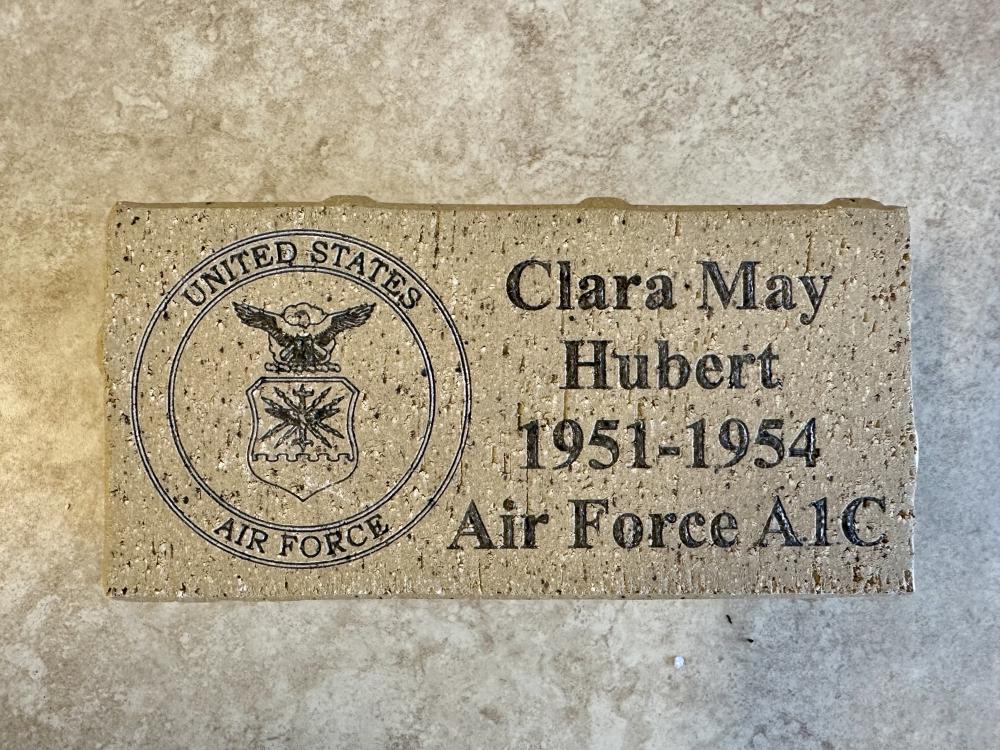 UNITED STATES
AIR FORCE
Clara May
Hubert
1951-1954
Air Force A1C